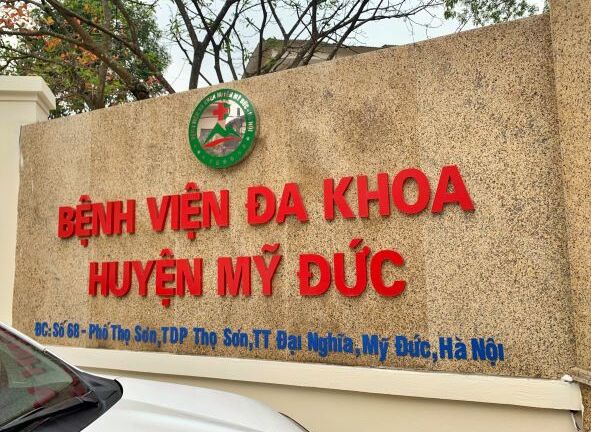 BỆNH VIỆN ĐA KHOA
HUYỆN MỸ ĐỨC
ĐC: Số 68 - Phố Thọ Sơn,TDP Thọ Sơn,TT Đại Nghĩa,Mỹ Đức,Hà Nội